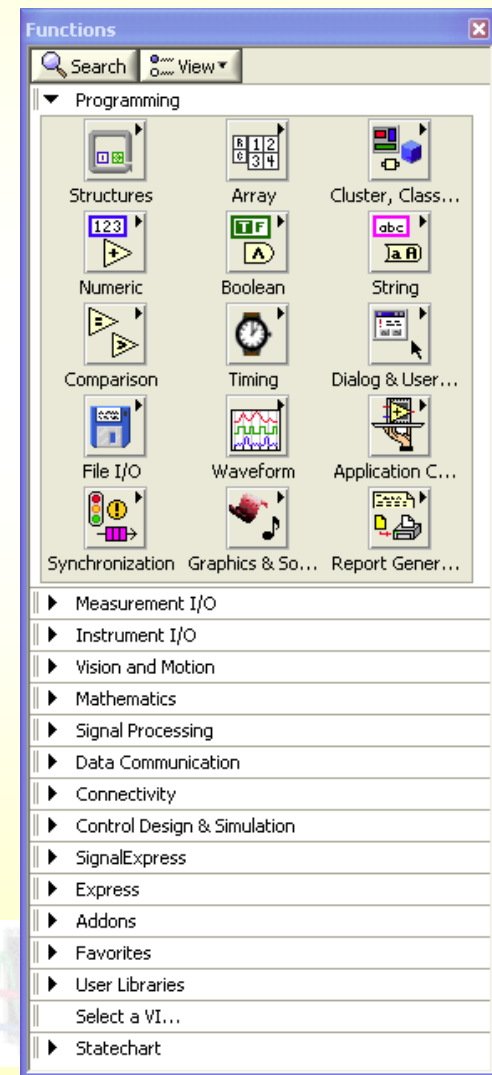 Functions
Search View
Programming
Structures Array Cluster, Class...
Numeric Boolean String
Comparison Timing Dialog & User...
File I/O Waveform Application C...
Synchronization Graphics & So... Report Gener...
Measurement I/O
Instrument I/O
Vision and Motion
Mathematics
Signal Processing
Data Communication
Connectivity
Control Design & Simulation
SignalExpress
Express
Addons
Favorites
User Libraries
Select a VI...
Statechart